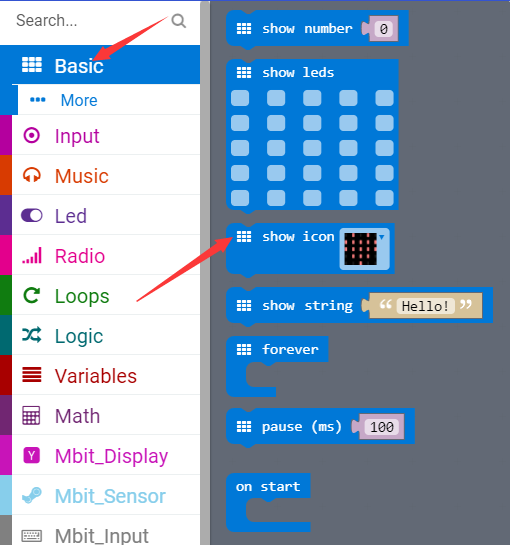 Search...
Basic
More
Input
Music
Led
Radio
Loops
Logic
Variables
Math
Mbit_Display
Mbit_Sensor
Mbit_Input
show number 0
show leds
show icon
show string “ Hello! ”
forever
pause (ms) 100
on start